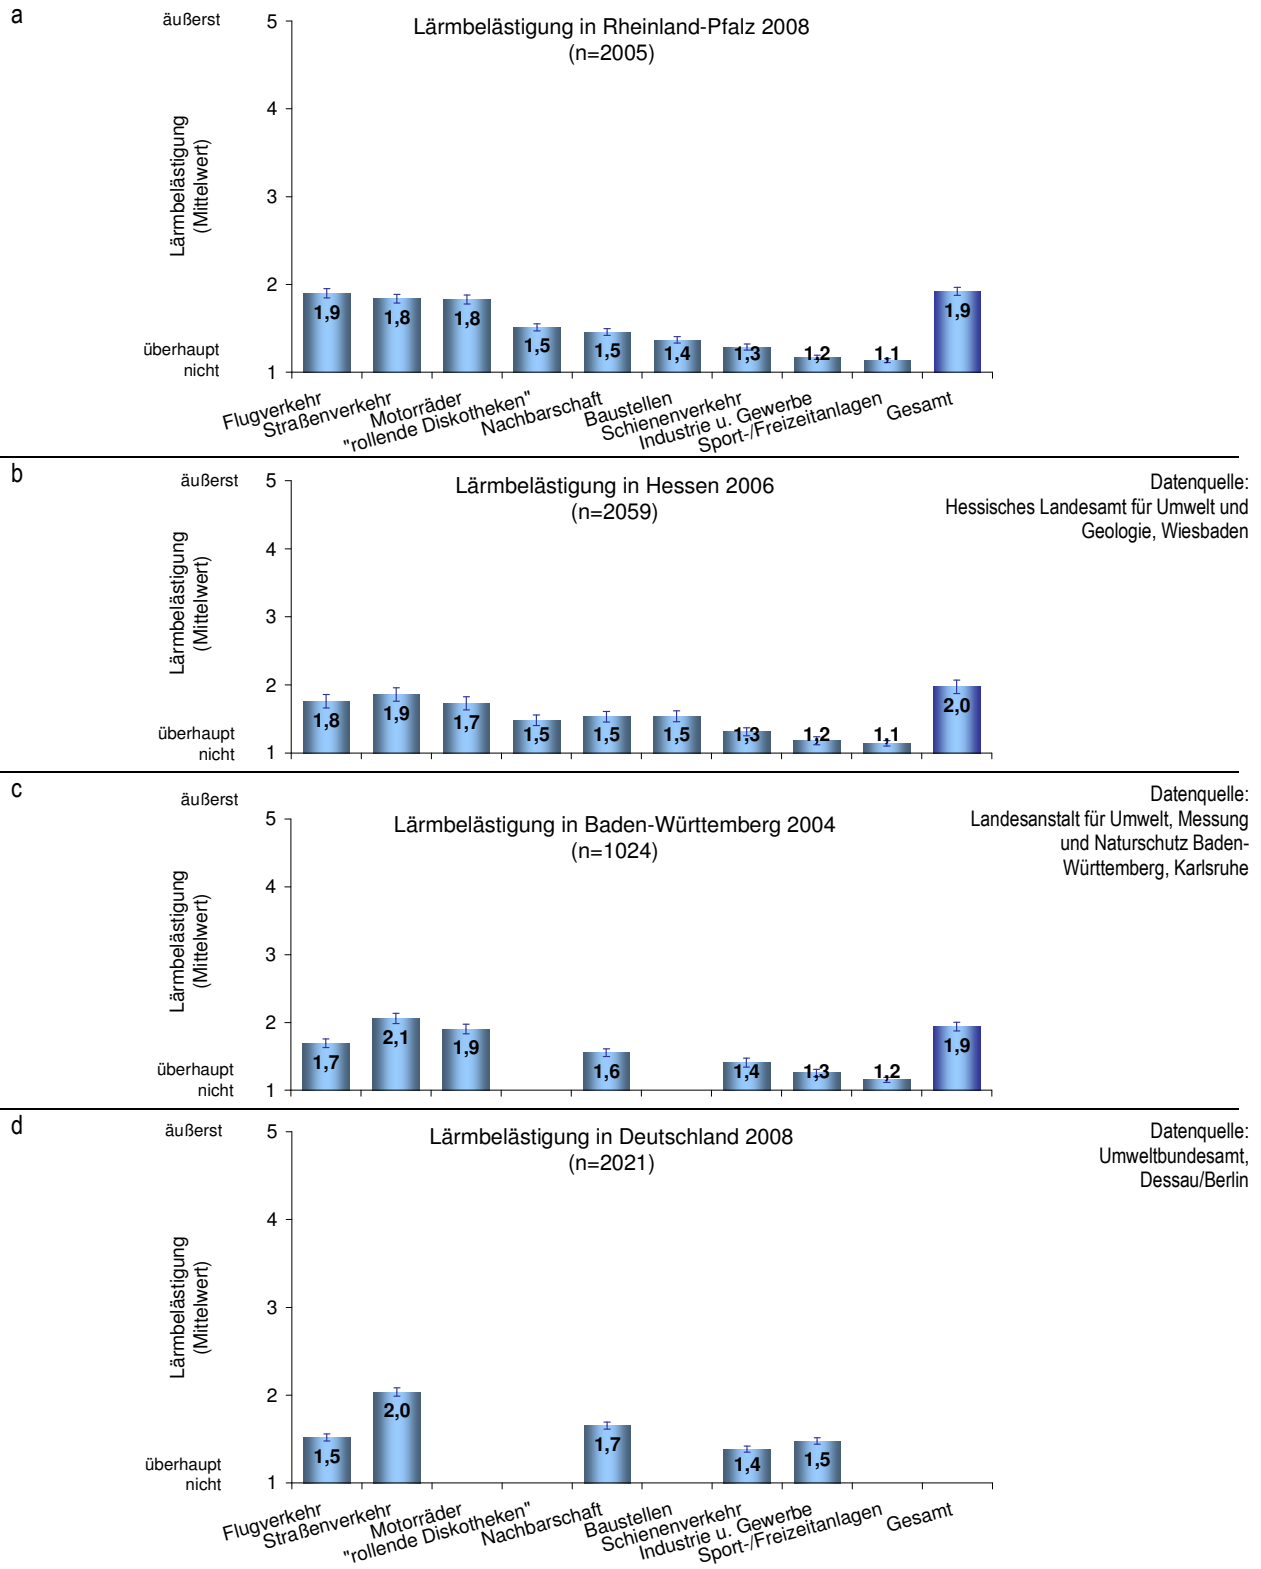 a
äußerst
Lärmbelästigung in Rheinland-Pfalz 2008
(n=2005)
Lärmbelästigung
(Mittelwert)
5
4
3
2
1
überhaupt
nicht
1,9
1,8
1,8
1,5
1,5
1,4
1,3
1,2
1,1
1,9
Flugverkehr
Straßenverkehr
Motorräder
"rollende Diskotheken"
Nachbarschaft
Baustellen
Schienenverkehr
Industrie u. Gewerbe
Sport-/Freizeitanlagen
Gesamt
b
äußerst
Lärmbelästigung in Hessen 2006
(n=2059)
Datenquelle:
Hessisches Landesamt für Umwelt und
Geologie, Wiesbaden
Lärmbelästigung
(Mittelwert)
5
4
3
2
1
überhaupt
nicht
1,8
1,9
1,7
1,5
1,5
1,5
1,3
1,2
1,1
2,0
c
äußerst
Lärmbelästigung in Baden-Württemberg 2004
(n=1024)
Datenquelle:
Landesanstalt für Umwelt, Messung
und Naturschutz Baden-
Württemberg, Karlsruhe
Lärmbelästigung
(Mittelwert)
5
4
3
2
1
überhaupt
nicht
1,7
2,1
1,9
1,6
1,4
1,3
1,2
1,9
d
äußerst
Lärmbelästigung in Deutschland 2008
(n=2021)
Datenquelle:
Umweltbundesamt,
Dessau/Berlin
Lärmbelästigung
(Mittelwert)
5
4
3
2
1
überhaupt
nicht
1,5
2,0
1,7
1,4
1,5
Flugverkehr
Straßenverkehr
Motorräder
"rollende Diskotheken"
Nachbarschaft
Baustellen
Schienenverkehr
Industrie u. Gewerbe
Sport-/Freizeitanlagen
Gesamt